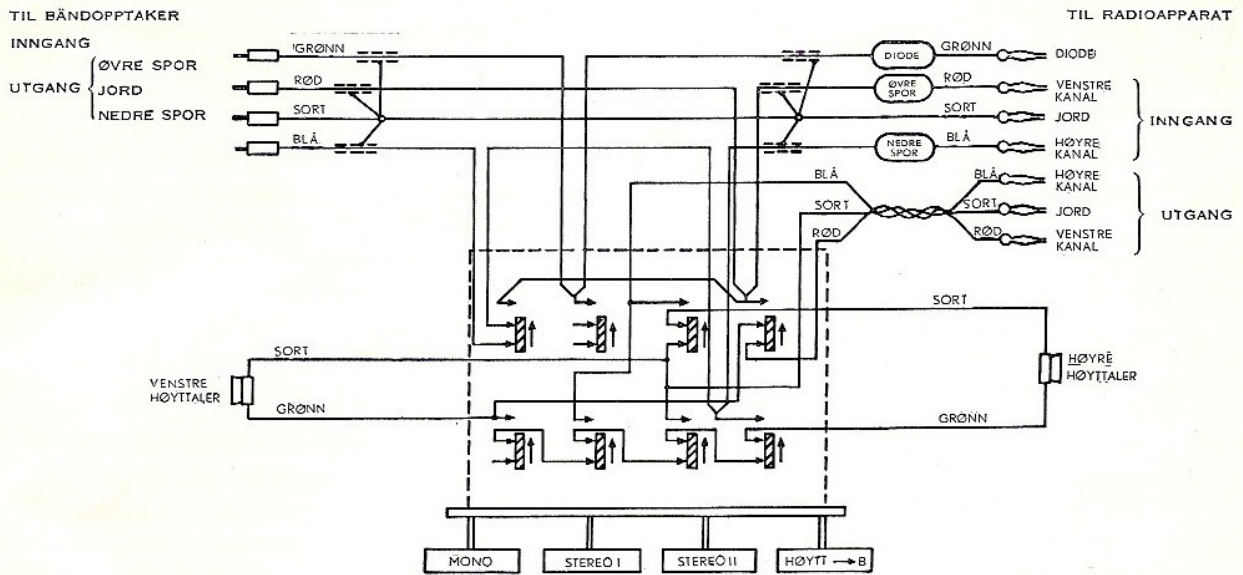 TIL BÄNDOPPTAKER
TIL RADIOAPPARAT
INNGANG
UTGANG
ØVRE SPOR
JORD
NEDRE SPOR
GRØNN
RØD
SORT
BLÅ
DIODE
ØVRE
SPOR
NEDRE
SPOR
GRØNN
RØD
SORT
BLÅ
DIODE
VENSTRE
KANAL
JORD
HØYRE
KANAL
INNGANG
BLÅ
SORT
RØD
BLÅ
SORT
RØD
HØYRE
KANAL
JORD
VENSTRE
KANAL
UTGANG
SORT
SORT
VENSTRE
HØYTTALER
HØYRE
HØYTTALER
GRØNN
GRØNN
MONO
STEREO I
STEREO II
HØYTT → B